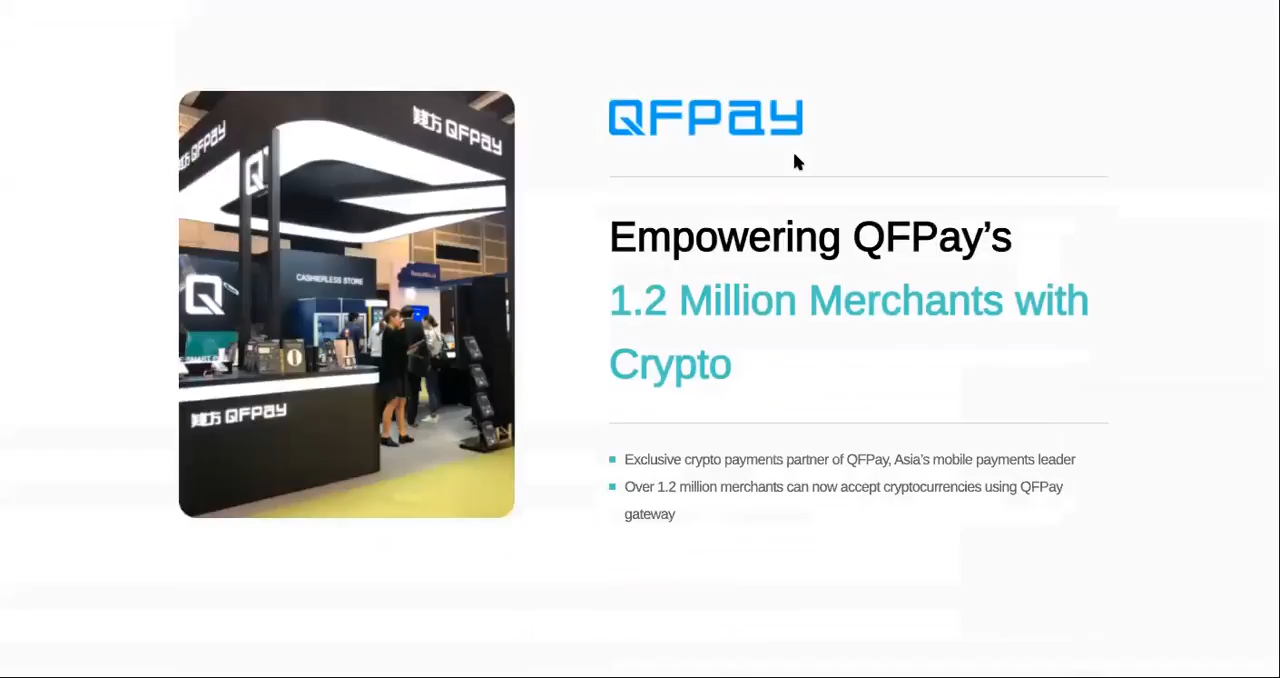 钱方 QFPay
QFPay
Q
CASHIERLESS STORE
Q
钱方 QFPay
QFPay
Empowering QFPay’s
1.2 Million Merchants with
Crypto
Exclusive crypto payments partner of QFPay, Asia’s mobile payments leader
Over 1.2 million merchants can now accept cryptocurrencies using QFPay
gateway